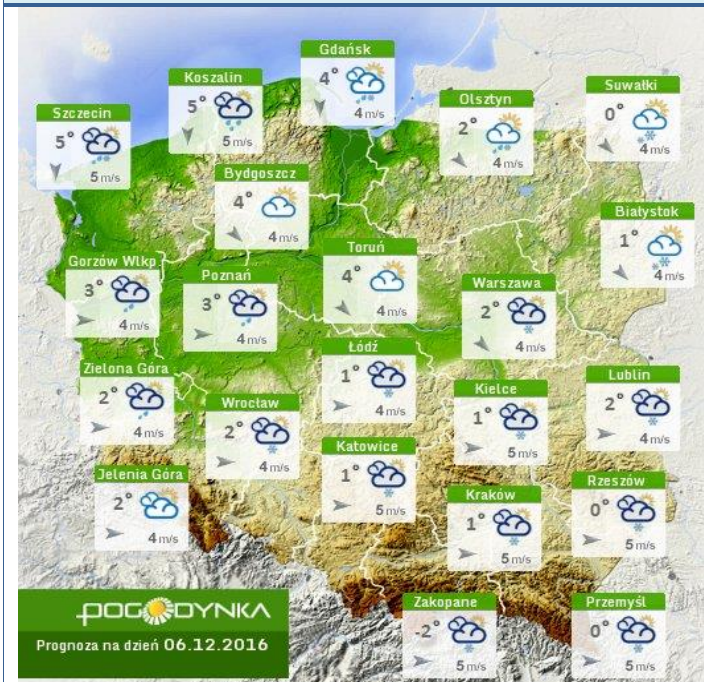 Gdańsk
4°
4 m/s
Koszalin
5°
5 m/s
Szczecin
5°
5 m/s
Olsztyn
2°
4 m/s
Suwałki
0°
4 m/s
Bydgoszcz
4°
4 m/s
Białystok
1°
4 m/s
Toruń
4°
4 m/s
Gorzów Wlkp
3°
4 m/s
Poznań
3°
4 m/s
Warszawa
2°
4 m/s
Łódź
1°
4 m/s
Zielona Góra
2°
4 m/s
Lublin
2°
4 m/s
Kielce
1°
5 m/s
Wrocław
2°
4 m/s
Katowice
1°
5 m/s
Jelenia Góra
2°
4 m/s
Rzeszów
0°
5 m/s
Kraków
1°
5 m/s
Zakopane
-2°
5 m/s
Przemyśl
0°
5 m/s
POGODYNKA
Prognoza na dzień 06.12.2016